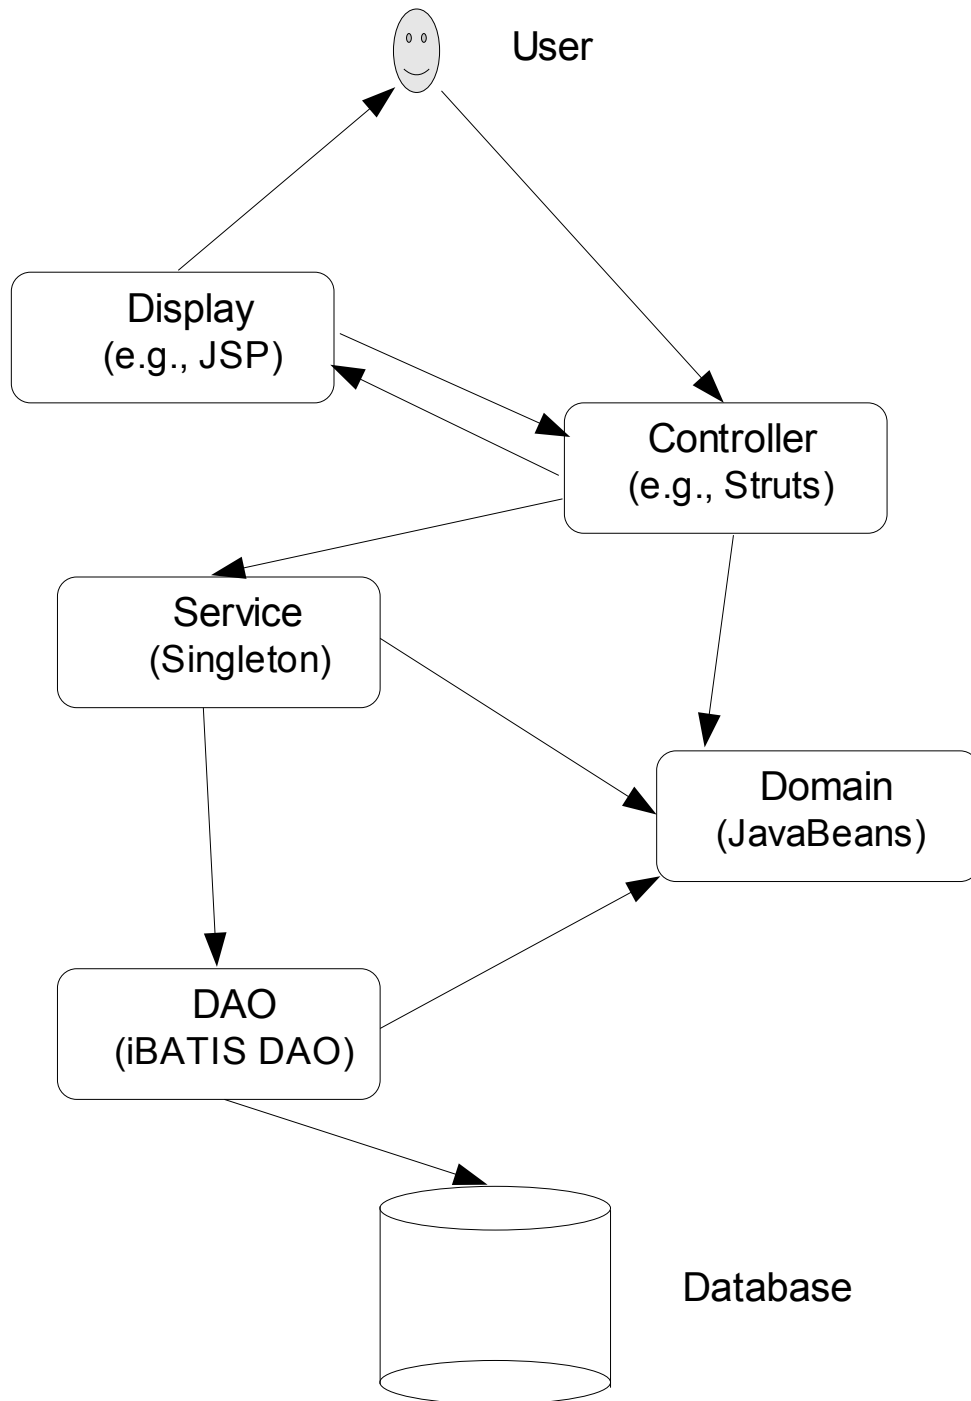 User
Display
(e.g., JSP)
Controller
(e.g., Struts)
Service
(Singleton)
Domain
(JavaBeans)
DAO
(iBATIS DAO)
Database